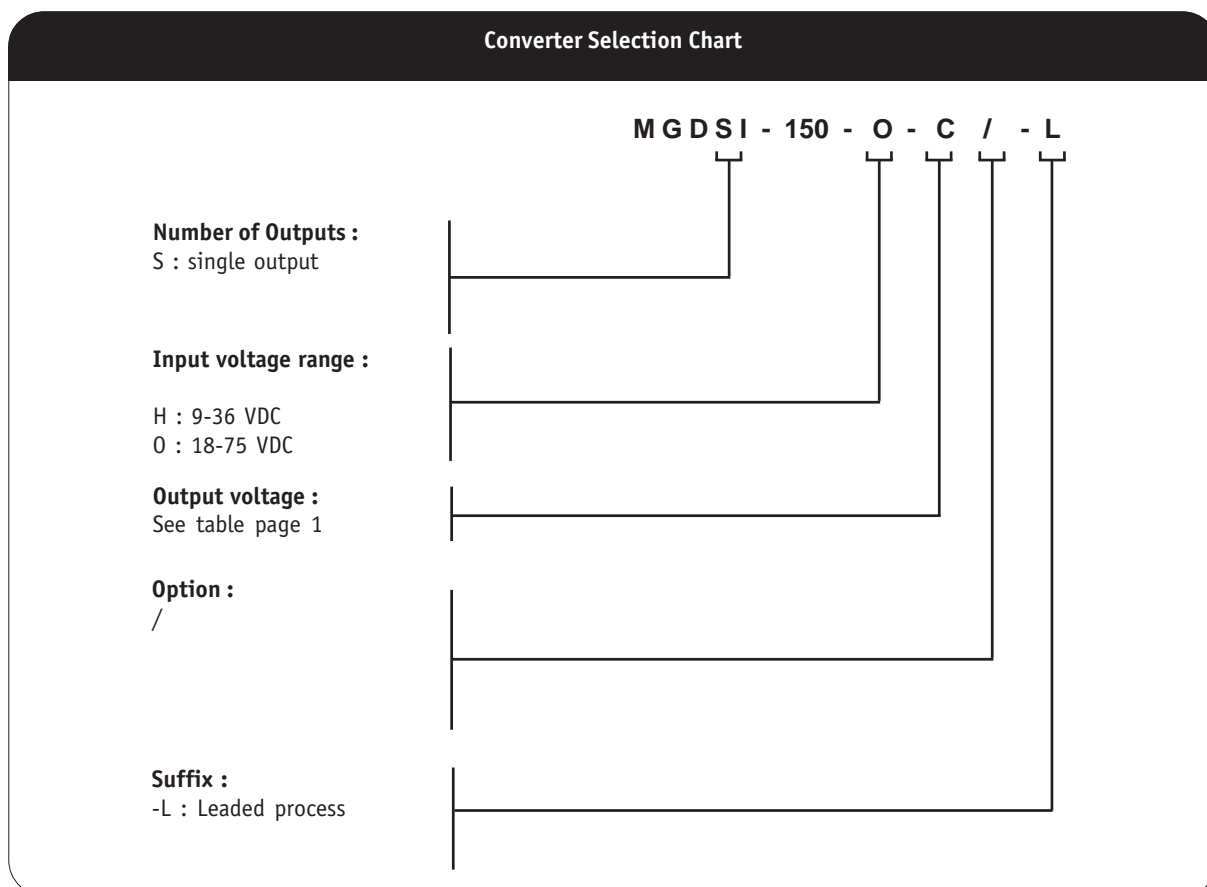 Converter Selection Chart
MGDSI - 150 - O - C / - L
Number of Outputs :
S : single output
Input voltage range :
H : 9-36 VDC
O : 18-75 VDC
Output voltage :
See table page 1
Option :
/
Suffix :
-L : Leaded process